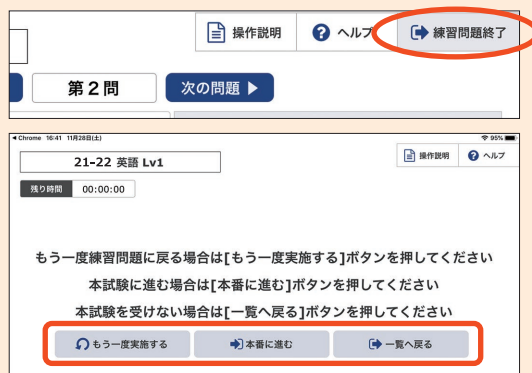 操作説明 ヘルプ 練習問題終了
第2問 次の問題
Chrome 16:41 11月28日(土) 95%
21-22 英語 Lv1 操作説明 ヘルプ
残り時間 00:00:00
もう一度練習問題に戻る場合は[もう一度実施する]ボタンを押してください
本試験に進む場合は[本番に進む]ボタンを押してください
本試験を受けない場合は[一覧へ戻る]ボタンを押してください
もう一度実施する 本番に進む 一覧へ戻る